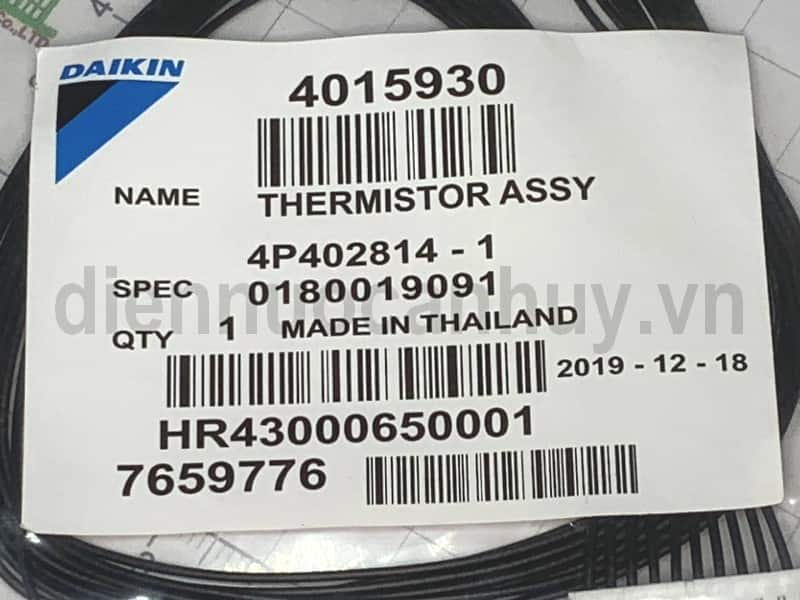 DAIKIN
4015930
NAME THERMISTOR ASSY
4P402814 - 1
SPEC 0180019091
diennuocanhuy.vn
QTY 1 MADE IN THAILAND
2019 - 12 - 18
HR43000650001
7659776